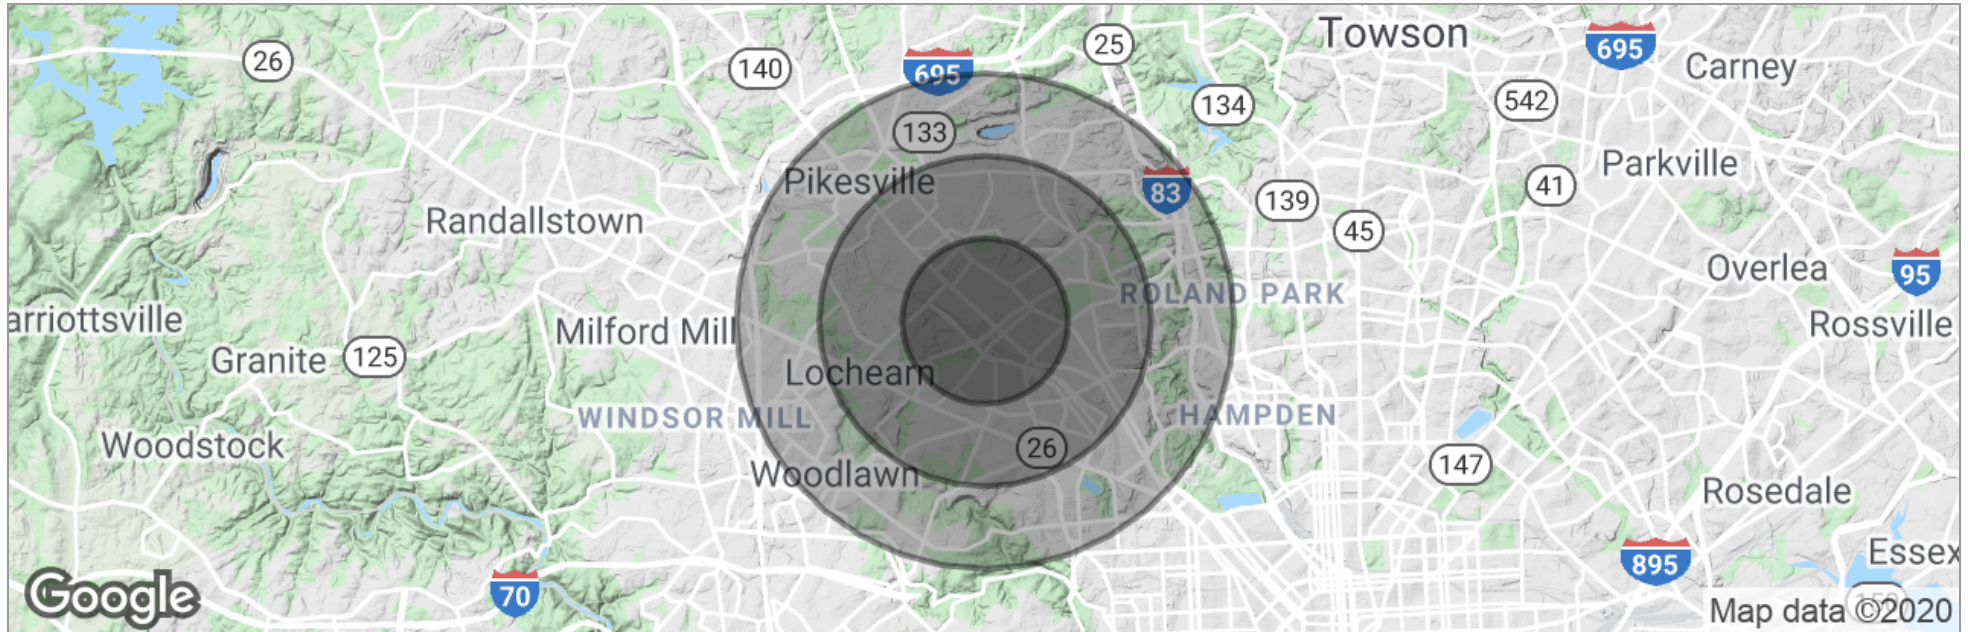 Towson
25
26
695
695
140
Carney
542
134
133
Parkville
Pikesville
41
83
139
Randallstown
45
Overlea
95
ROLAND PARK
arriottsville
Rossville
Milford Mill
125
Granite
Lochearn
WINDSOR MILL
HAMPDEN
Woodstock
26
147
Woodlawn
Rosedale
Essex
895
Google
70
Map data ©2020